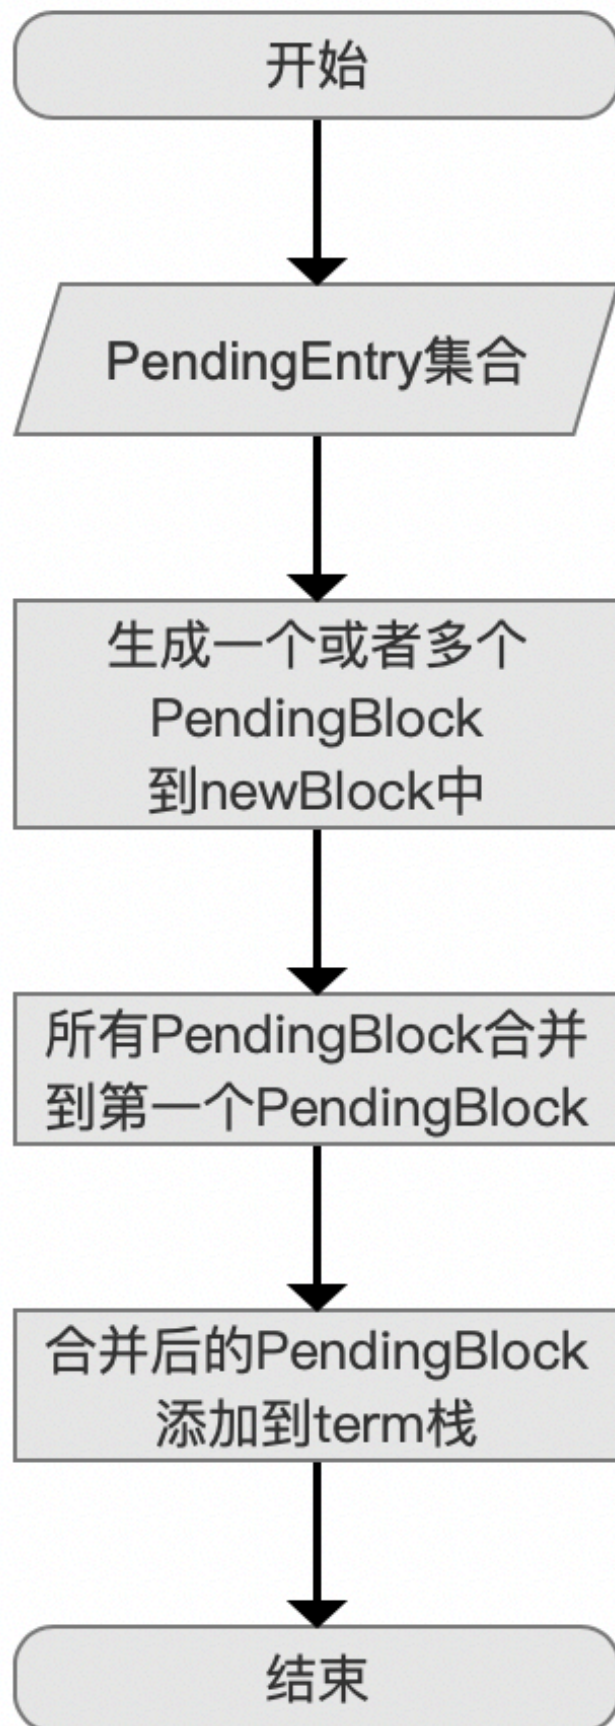 开始
PendingEntry集合
生成一个或者多个
PendingBlock
到newBlock中
所有PendingBlock合并
到第一个PendingBlock
合并后的PendingBlock
添加到term栈
结束